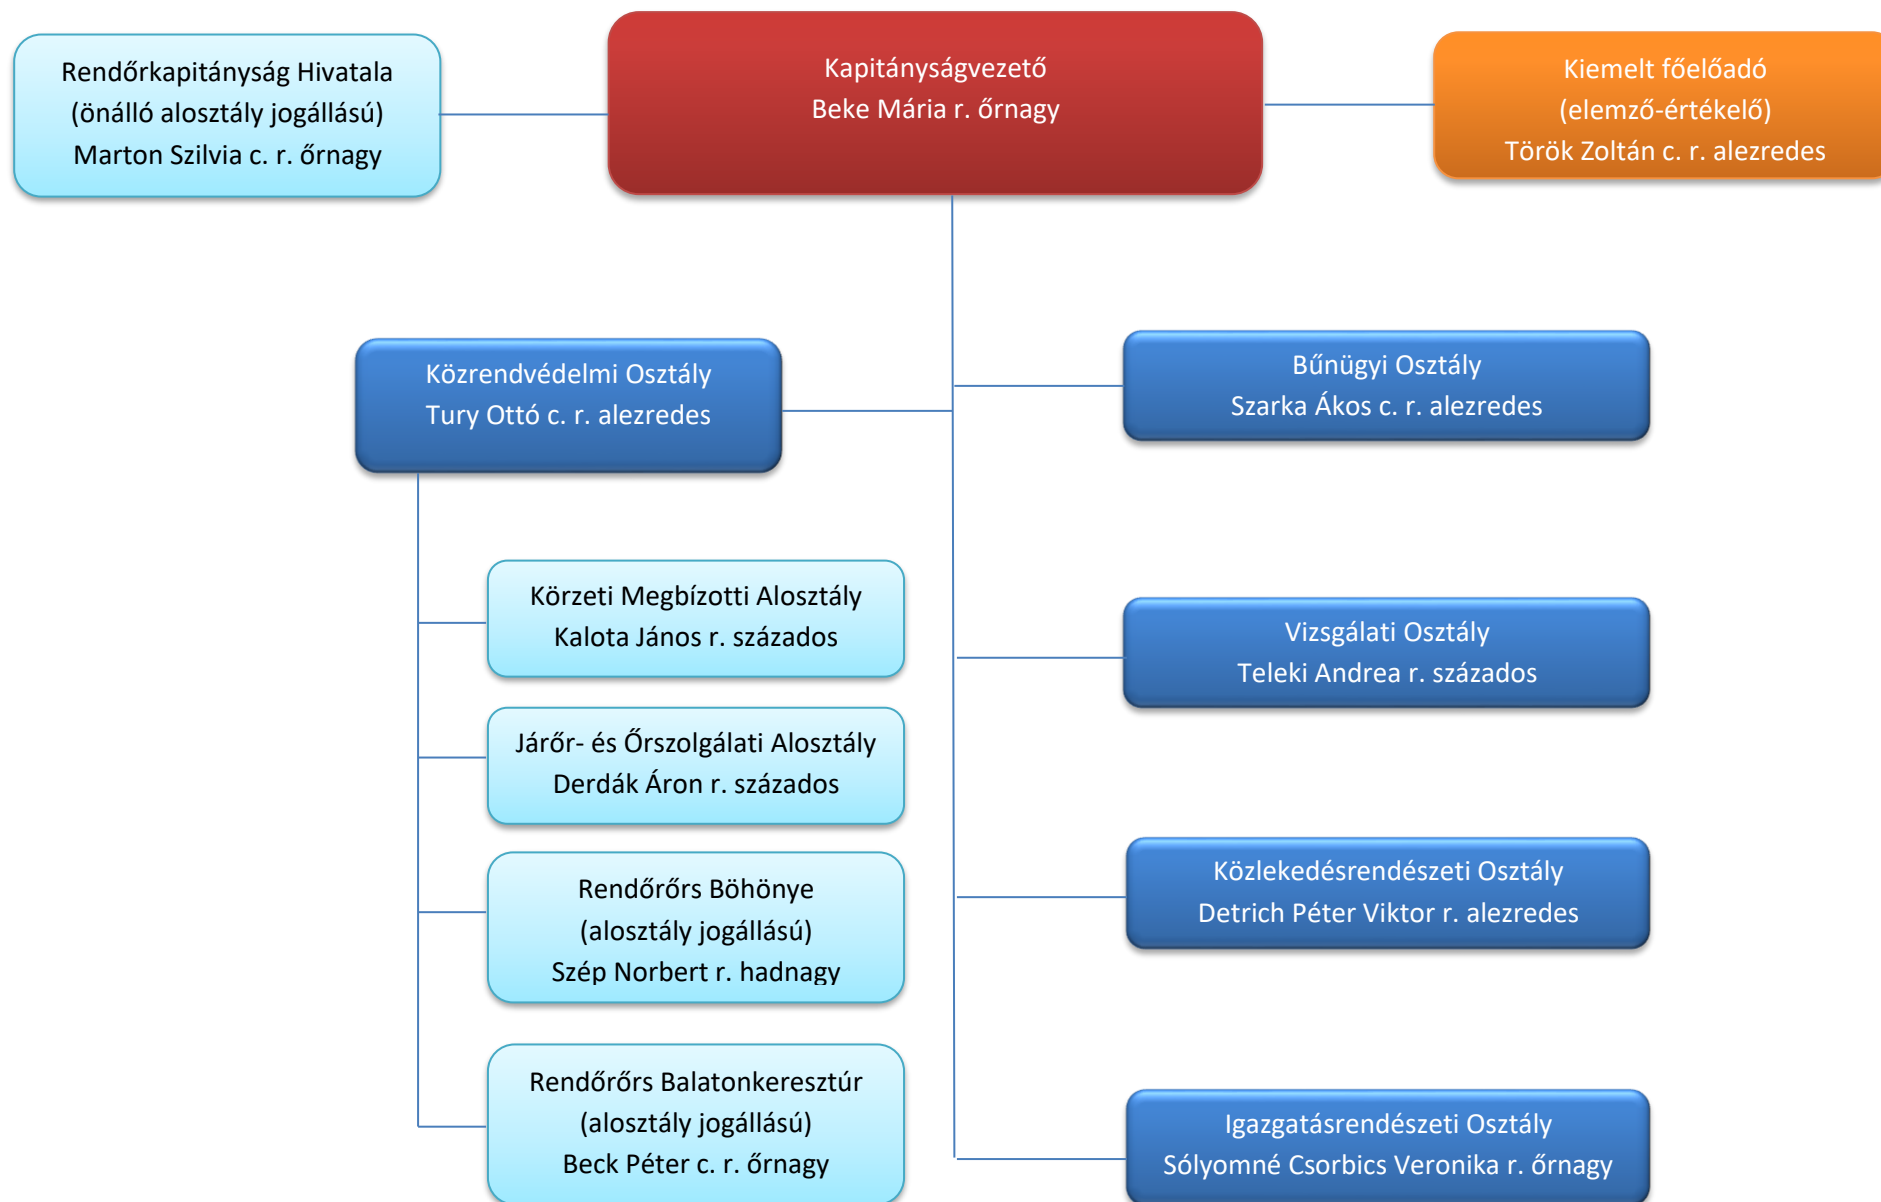 Rendőrkapitányság Hivatala
(önálló alosztály jogállású)
Marton Szilvia c. r. őrnagy
Kapitányságvezető
Beke Mária r. őrnagy
Kiemelt főelőadó
(elemző-értékelő)
Török Zoltán c. r. alezredes
Közrendvédelmi Osztály
Tury Ottó c. r. alezredes
Bűnügyi Osztály
Szarka Ákos c. r. alezredes
Körzeti Megbízotti Alosztály
Kalota János r. százados
Vizsgálati Osztály
Teleki Andrea r. százados
Járőr- és Őrszolgálati Alosztály
Derdák Áron r. százados
Rendőrőrs Böhönye
(alosztály jogállású)
Szép Norbert r. hadnagy
Közlekedésrendészeti Osztály
Detrich Péter Viktor r. alezredes
Rendőrőrs Balatonkeresztúr
(alosztály jogállású)
Beck Péter c. r. őrnagy
Igazgatásrendészeti Osztály
Sólyomné Csorbics Veronika r. őrnagy